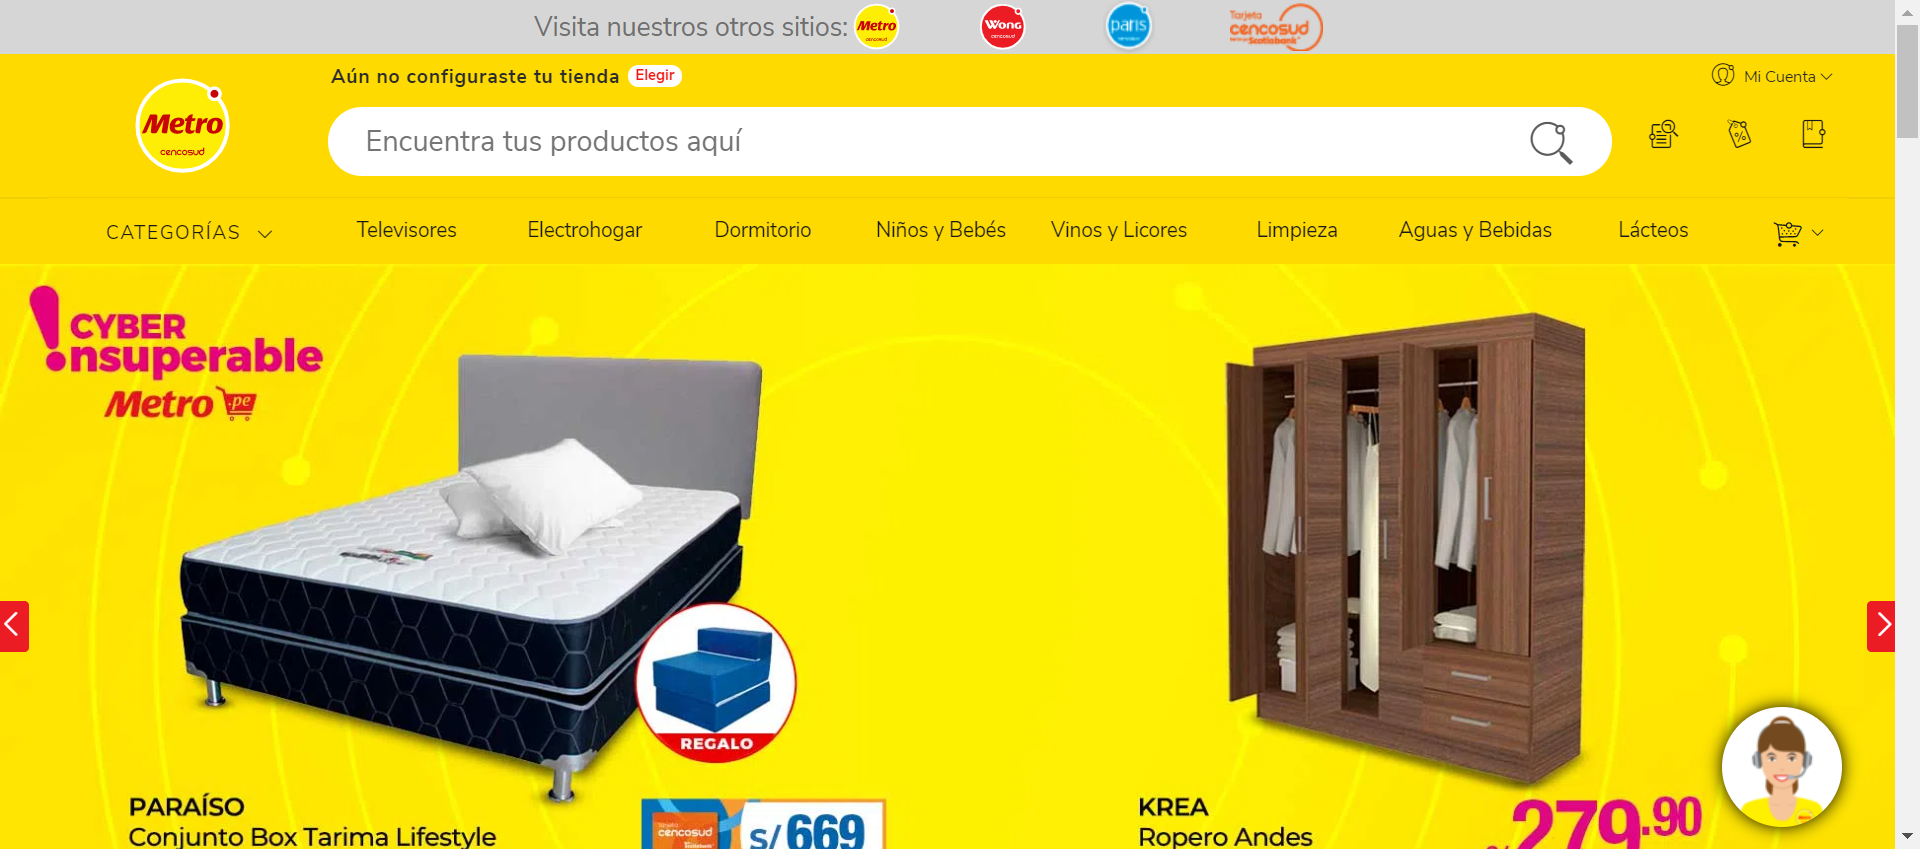 Visita nuestros otros sitios:
Metro
cencosud
Wong
cencosud
paris
Tarjeta
cencosud
Scotiabank
Aún no configuraste tu tienda
Elegir
Mi Cuenta
Metro
cencosud
Encuentra tus productos aquí
CATEGORÍAS
Televisores
Electrohogar
Dormitorio
Niños y Bebés
Vinos y Licores
Limpieza
Aguas y Bebidas
Lácteos
CYBER
!nsuperable
Metro .pe
REGALO
PARAÍSO
Conjunto Box Tarima Lifestyle
Tarjeta
cencosud
S/ 669
KREA
Ropero Andes
279.90